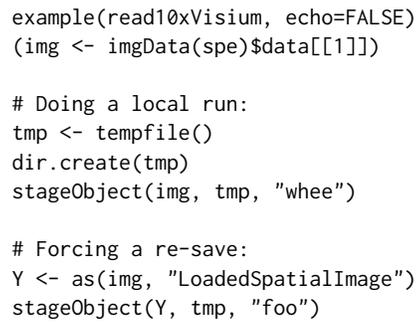 example(read10xVisium, echo=FALSE)
(img <- imgData(spe)$data[[1]])
# Doing a local run:
tmp <- tempfile()
dir.create(tmp)
stageObject(img, tmp, "whee")
# Forcing a re-save:
Y <- as(img, "LoadedSpatialImage")
stageObject(Y, tmp, "foo")